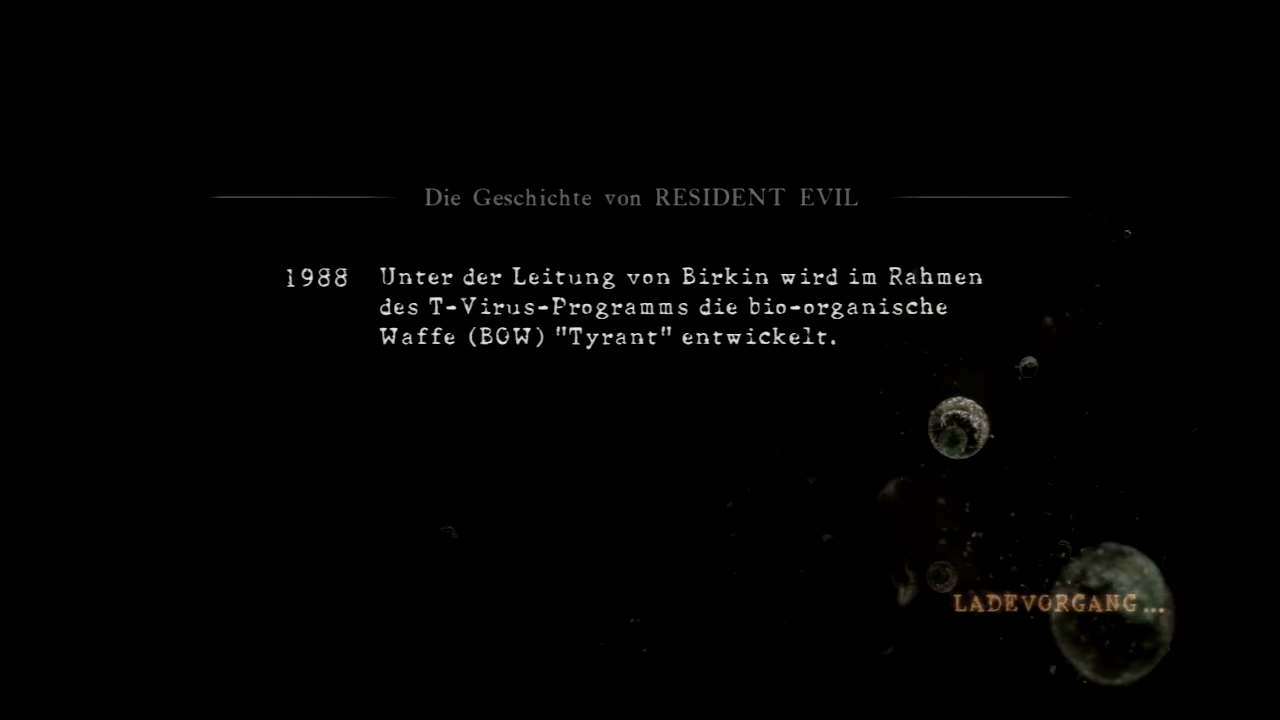 Die Geschichte von RESIDENT EVIL
1988 Unter der Leitung von Birkin wird im Rahmen
des T-Virus-Programms die bio-organische
Waffe (BOW) "Tyrant" entwickelt.
LADEVORGANG...